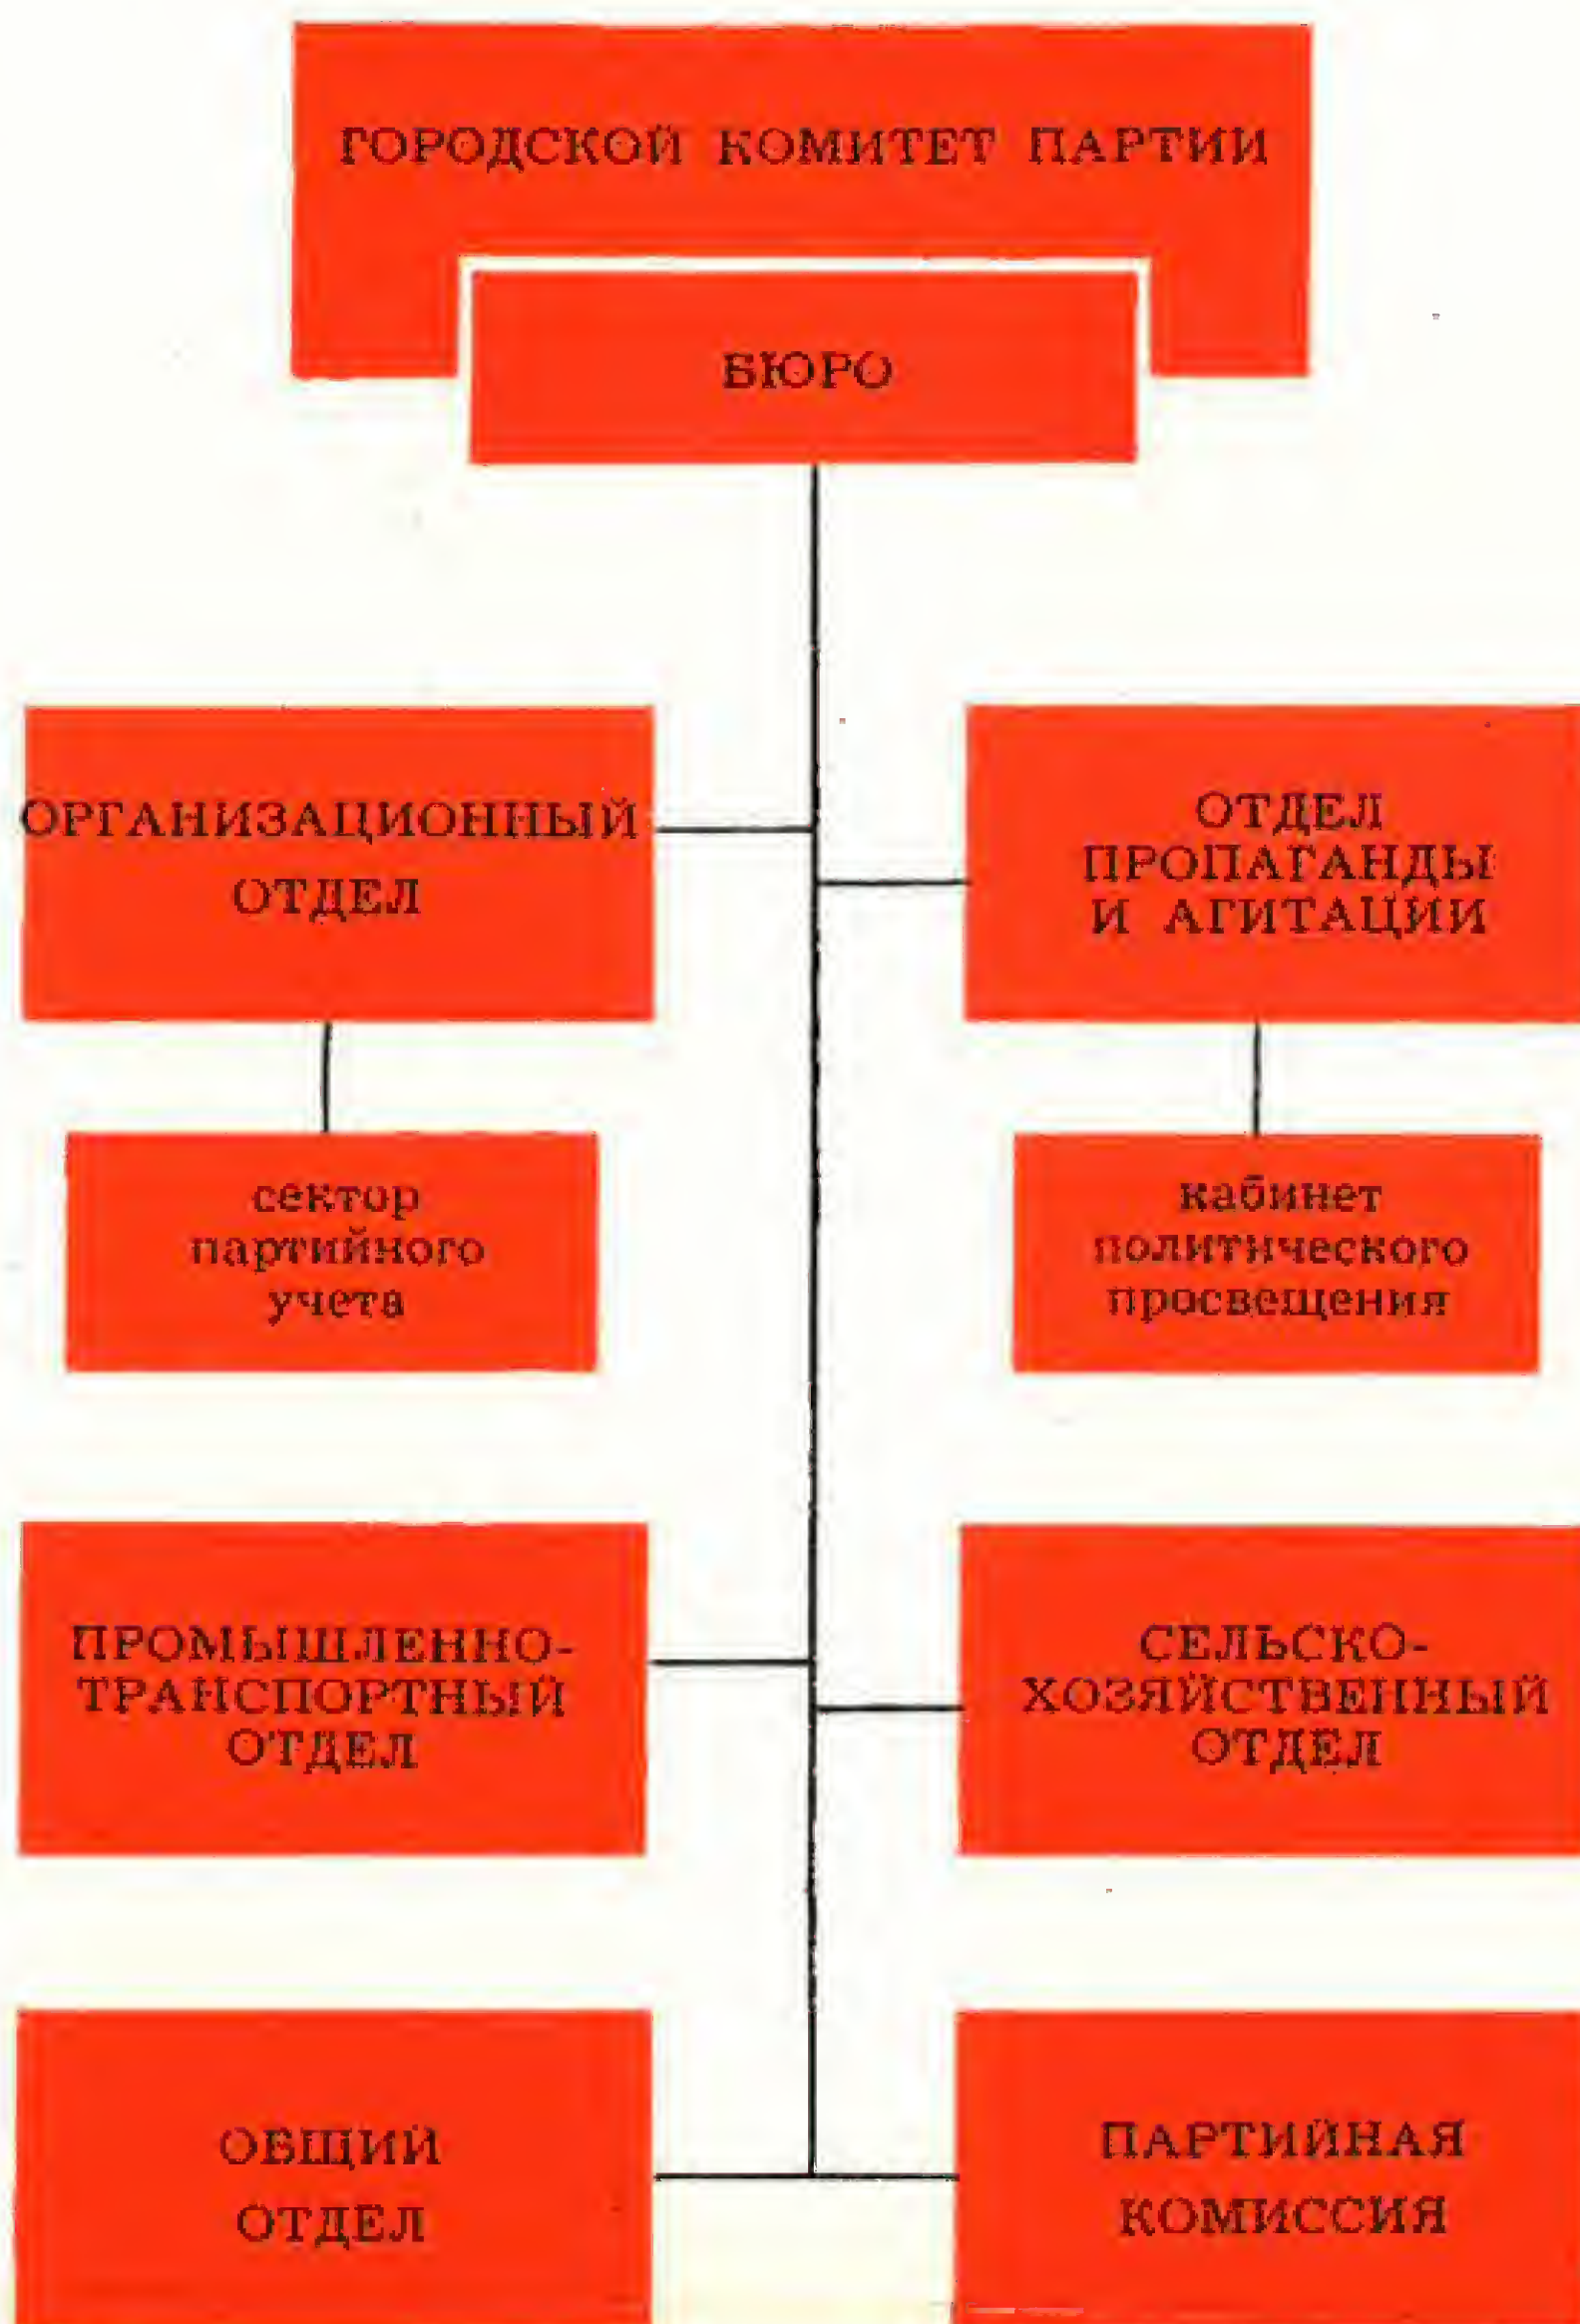 ГОРОДСКОЙ КОМИТЕТ ПАРТИИ
БЮРО
ОРГАНИЗАЦИОННЫЙ
ОТДЕЛ
ОТДЕЛ
ПРОПАГАНДЫ
И АГИТАЦИИ
сектор
партийного
учета
кабинет
политического
просвещения
ПРОМЫШЛЕННО-
ТРАНСПОРТНЫЙ
ОТДЕЛ
СЕЛЬСКО-
ХОЗЯЙСТВЕННЫЙ
ОТДЕЛ
ОБЩИЙ
ОТДЕЛ
ПАРТИЙНАЯ
КОМИССИЯ